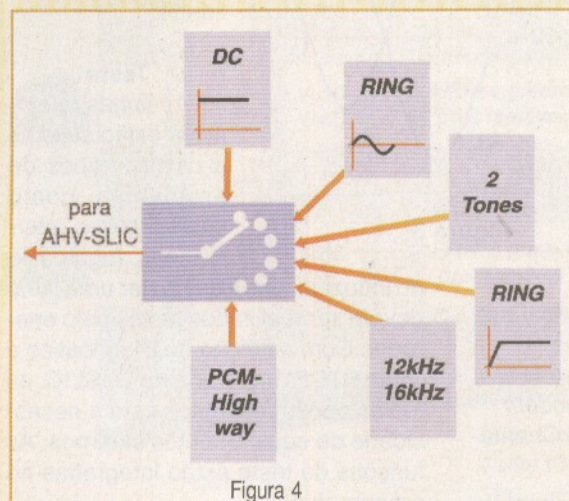 DC
RING
2
Tones
para
AHV-SLIC
RING
12kHz
16kHz
PCM-
High
way
Figura 4